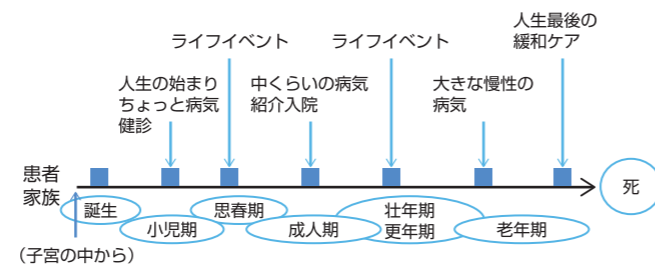 人生最後の
緩和ケア
ライフイベント
ライフイベント
人生の始まり
ちょっと病気
健診
中くらいの病気
紹介入院
大きな慢性の
病気
患者
家族
死
誕生
思春期
壮年期
更年期
小児期
成人期
老年期
（子宮の中から）